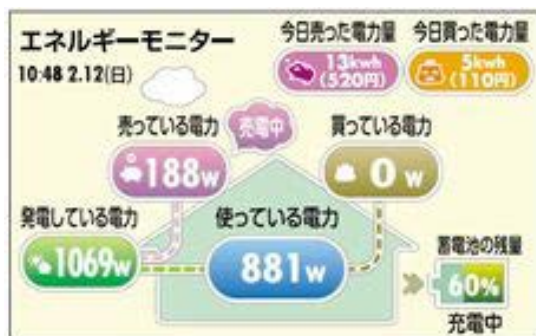 エネルギーモニター
10:48 2.12(日)
今日売った電力量
13kwh
(520円)
今日買った電力量
5kwh
(110円)
売っている電力
188w
売電中
買っている電力
0w
発電している電力
1069w
使っている電力
881w
蓄電池の残量
60%
充電中